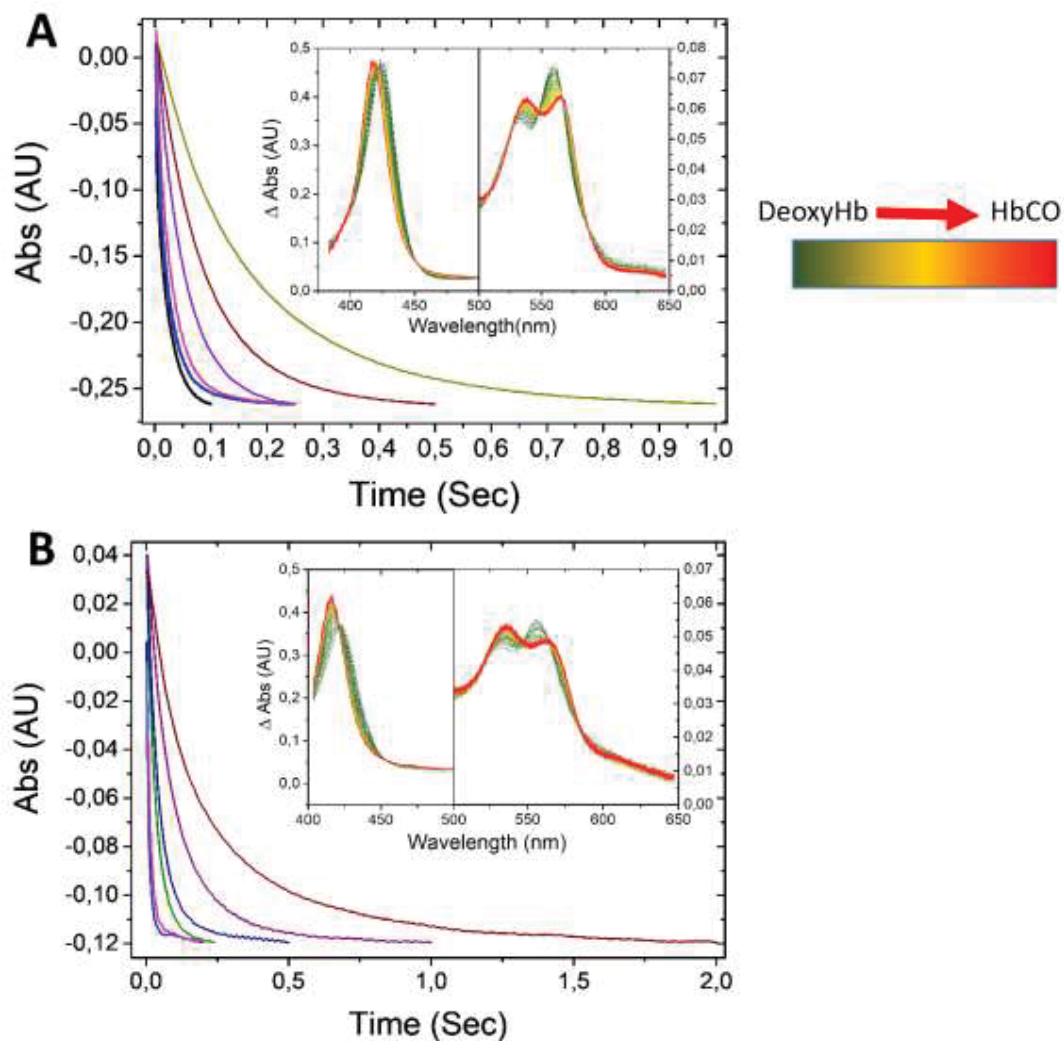 A
Abs (AU)
0,00
-0,05
-0,10
-0,15
-0,20
-0,25
0,0 0,1 0,2 0,3 0,4 0,5 0,6 0,7 0,8 0,9 1,0
Time (Sec)
Δ Abs (AU)
0,5
0,4
0,3
0,2
0,1
0,0
400 450 500 550 600 650
Wavelength(nm)
0,08
0,07
0,06
0,05
0,04
0,03
0,02
0,01
0,00
DeoxyHb HbCO
B
Abs (AU)
0,04
0,02
0,00
-0,02
-0,04
-0,06
-0,08
-0,10
-0,12
0,0 0,5 1,0 1,5 2,0
Time (Sec)
Δ Abs (AU)
0,5
0,4
0,3
0,2
0,1
0,0
400 450 500 550 600 650
Wavelength (nm)
0,07
0,06
0,05
0,04
0,03
0,02
0,01
0,00